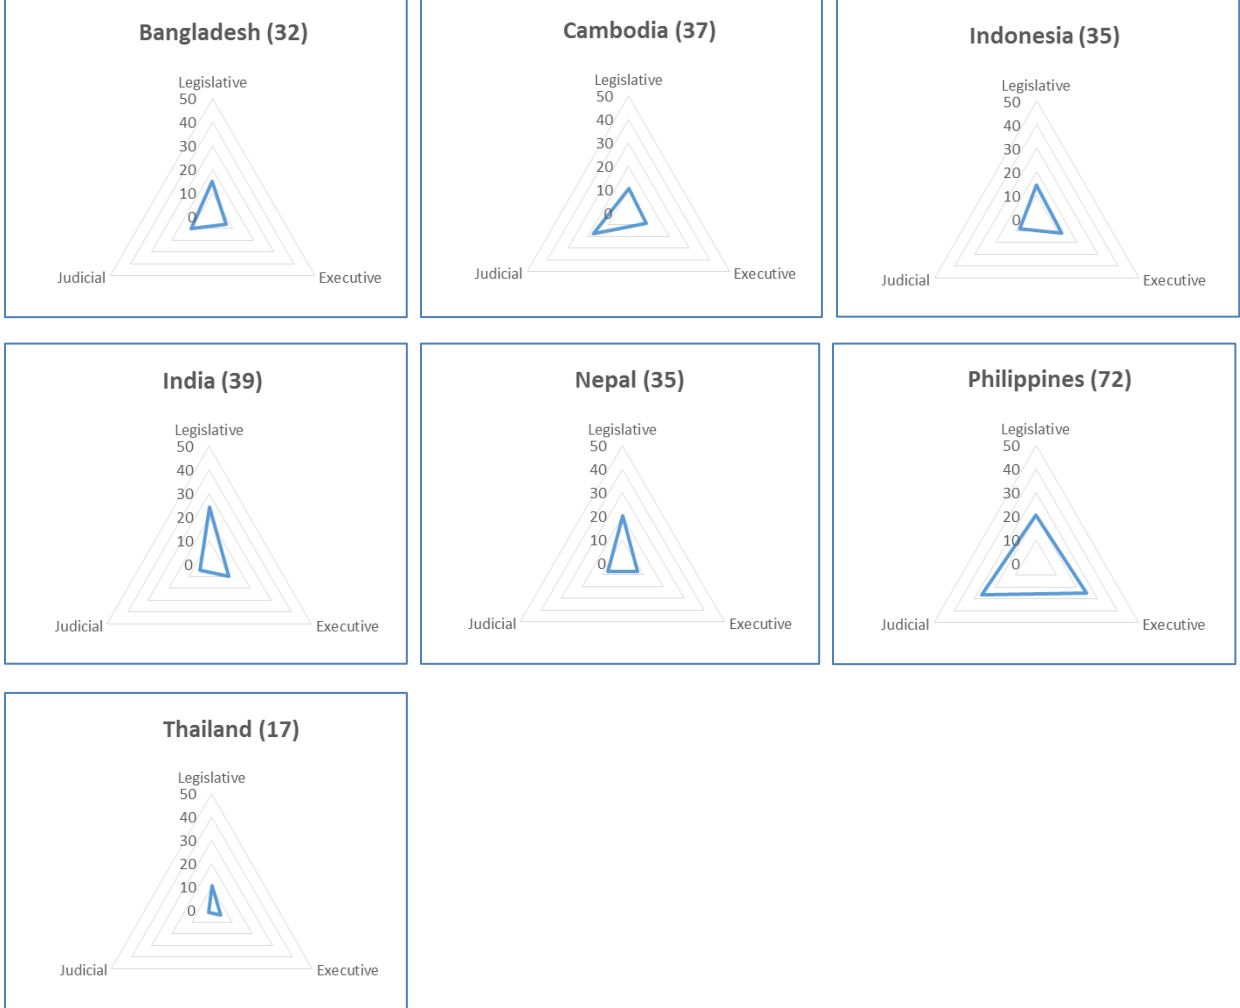 Bangladesh (32)
Legislative
50
40
30
20
10
0
Judicial
Executive
Cambodia (37)
Legislative
50
40
30
20
10
0
Judicial
Executive
Indonesia (35)
Legislative
50
40
30
20
10
0
Judicial
Executive
India (39)
Legislative
50
40
30
20
10
0
Judicial
Executive
Nepal (35)
Legislative
50
40
30
20
10
0
Judicial
Executive
Philippines (72)
Legislative
50
40
30
20
10
0
Judicial
Executive
Thailand (17)
Legislative
50
40
30
20
10
0
Judicial
Executive